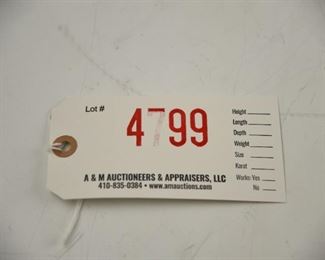 Lot #
4799
Height
Length
Depth
Weight
Size
Karat
Works: Yes
No
A & M AUCTIONEERS & APPRAISERS, LLC
410-835-0384 • www.amauctions.com